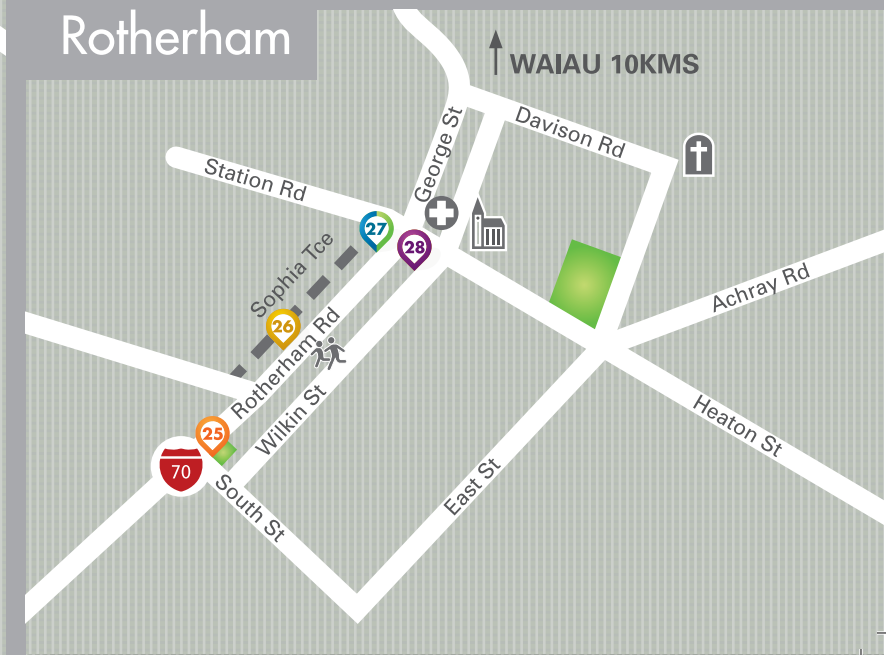 Rotherham
WAIAU 10KMS
Davison Rd
George St
Station Rd
27
28
Sophia Tce
Achray Rd
26
Rotherham Rd
Wilkin St
Heaton St
25
70
East St
South St